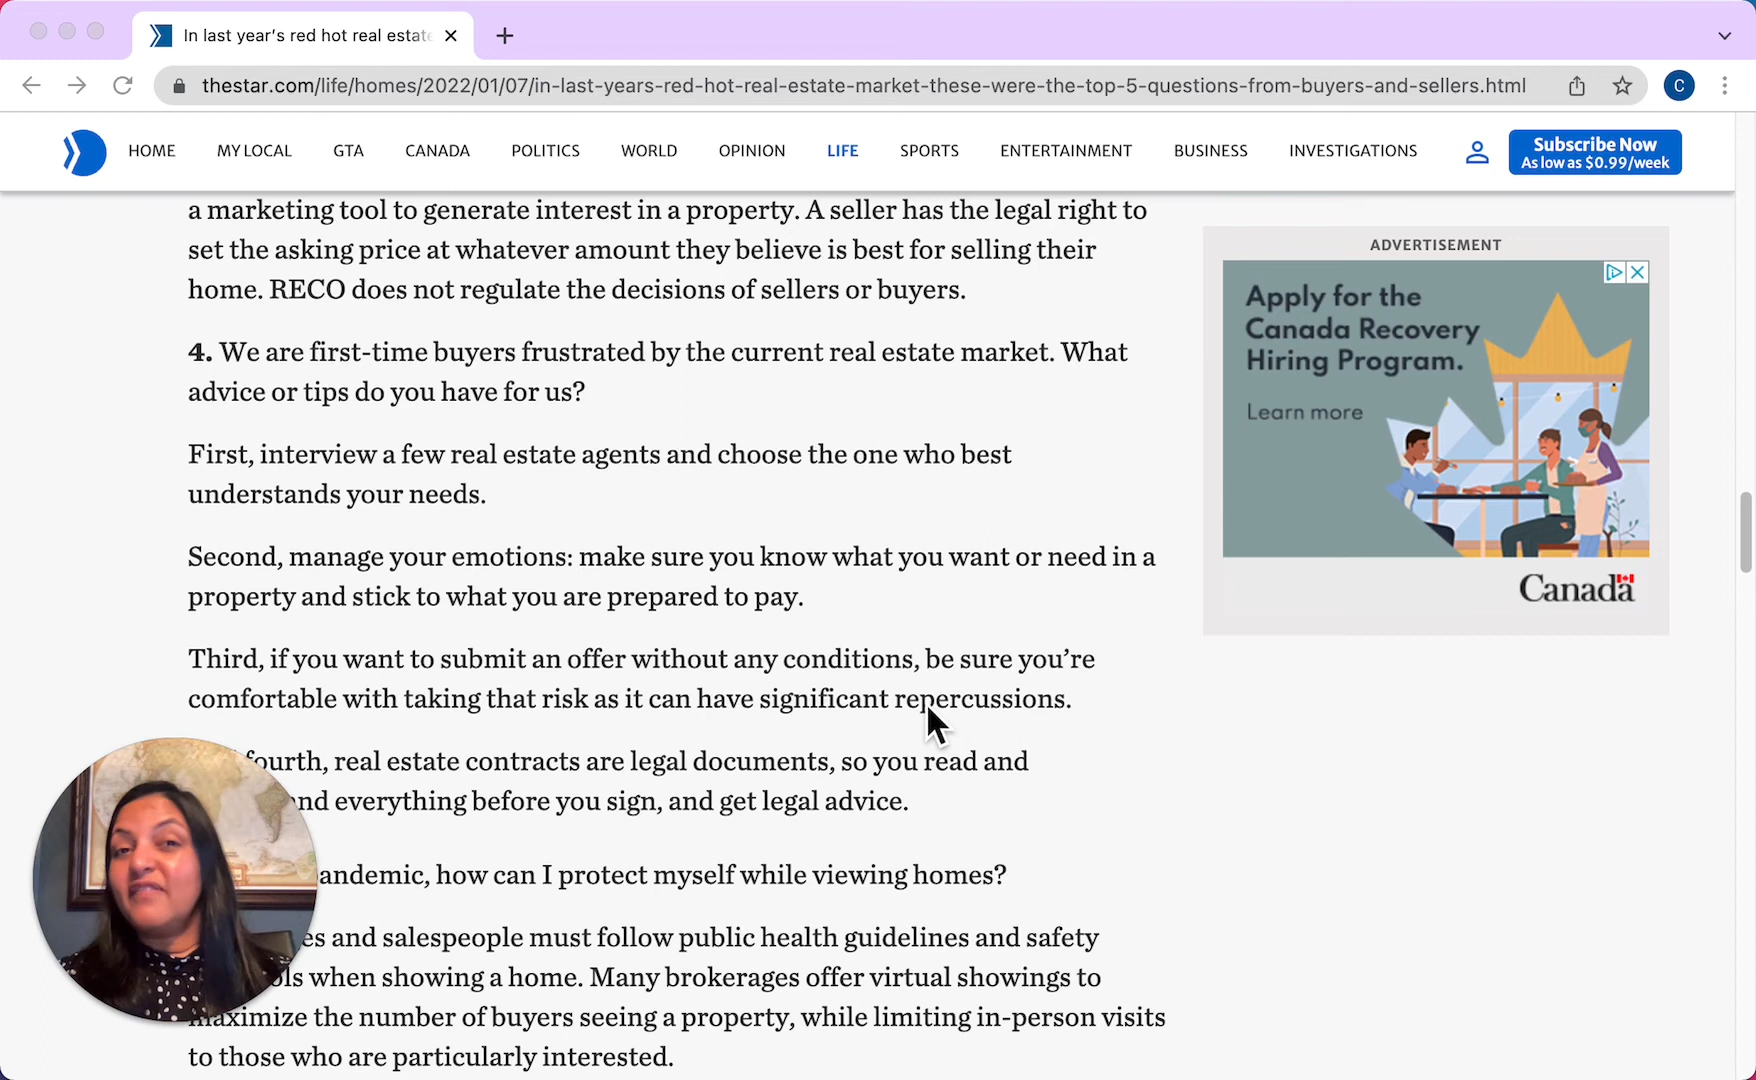 In last year's red hot real estate
thestar.com/life/homes/2022/01/07/in-last-years-red-hot-real-estate-market-these-were-the-top-5-questions-from-buyers-and-sellers.html
C
HOME MY LOCAL GTA CANADA POLITICS WORLD OPINION LIFE SPORTS ENTERTAINMENT BUSINESS INVESTIGATIONS
Subscribe Now
As low as $0.99/week
a marketing tool to generate interest in a property. A seller has the legal right to
set the asking price at whatever amount they believe is best for selling their
home. RECO does not regulate the decisions of sellers or buyers.
4. We are first-time buyers frustrated by the current real estate market. What
advice or tips do you have for us?
First, interview a few real estate agents and choose the one who best
understands your needs.
Second, manage your emotions: make sure you know what you want or need in a
property and stick to what you are prepared to pay.
Third, if you want to submit an offer without any conditions, be sure you’re
comfortable with taking that risk as it can have significant repercussions.
fourth, real estate contracts are legal documents, so you read and
and everything before you sign, and get legal advice.
andemic, how can I protect myself while viewing homes?
es and salespeople must follow public health guidelines and safety
ls when showing a home. Many brokerages offer virtual showings to
maximize the number of buyers seeing a property, while limiting in-person visits
to those who are particularly interested.
ADVERTISEMENT
Apply for the
Canada Recovery
Hiring Program.
Learn more
Canada